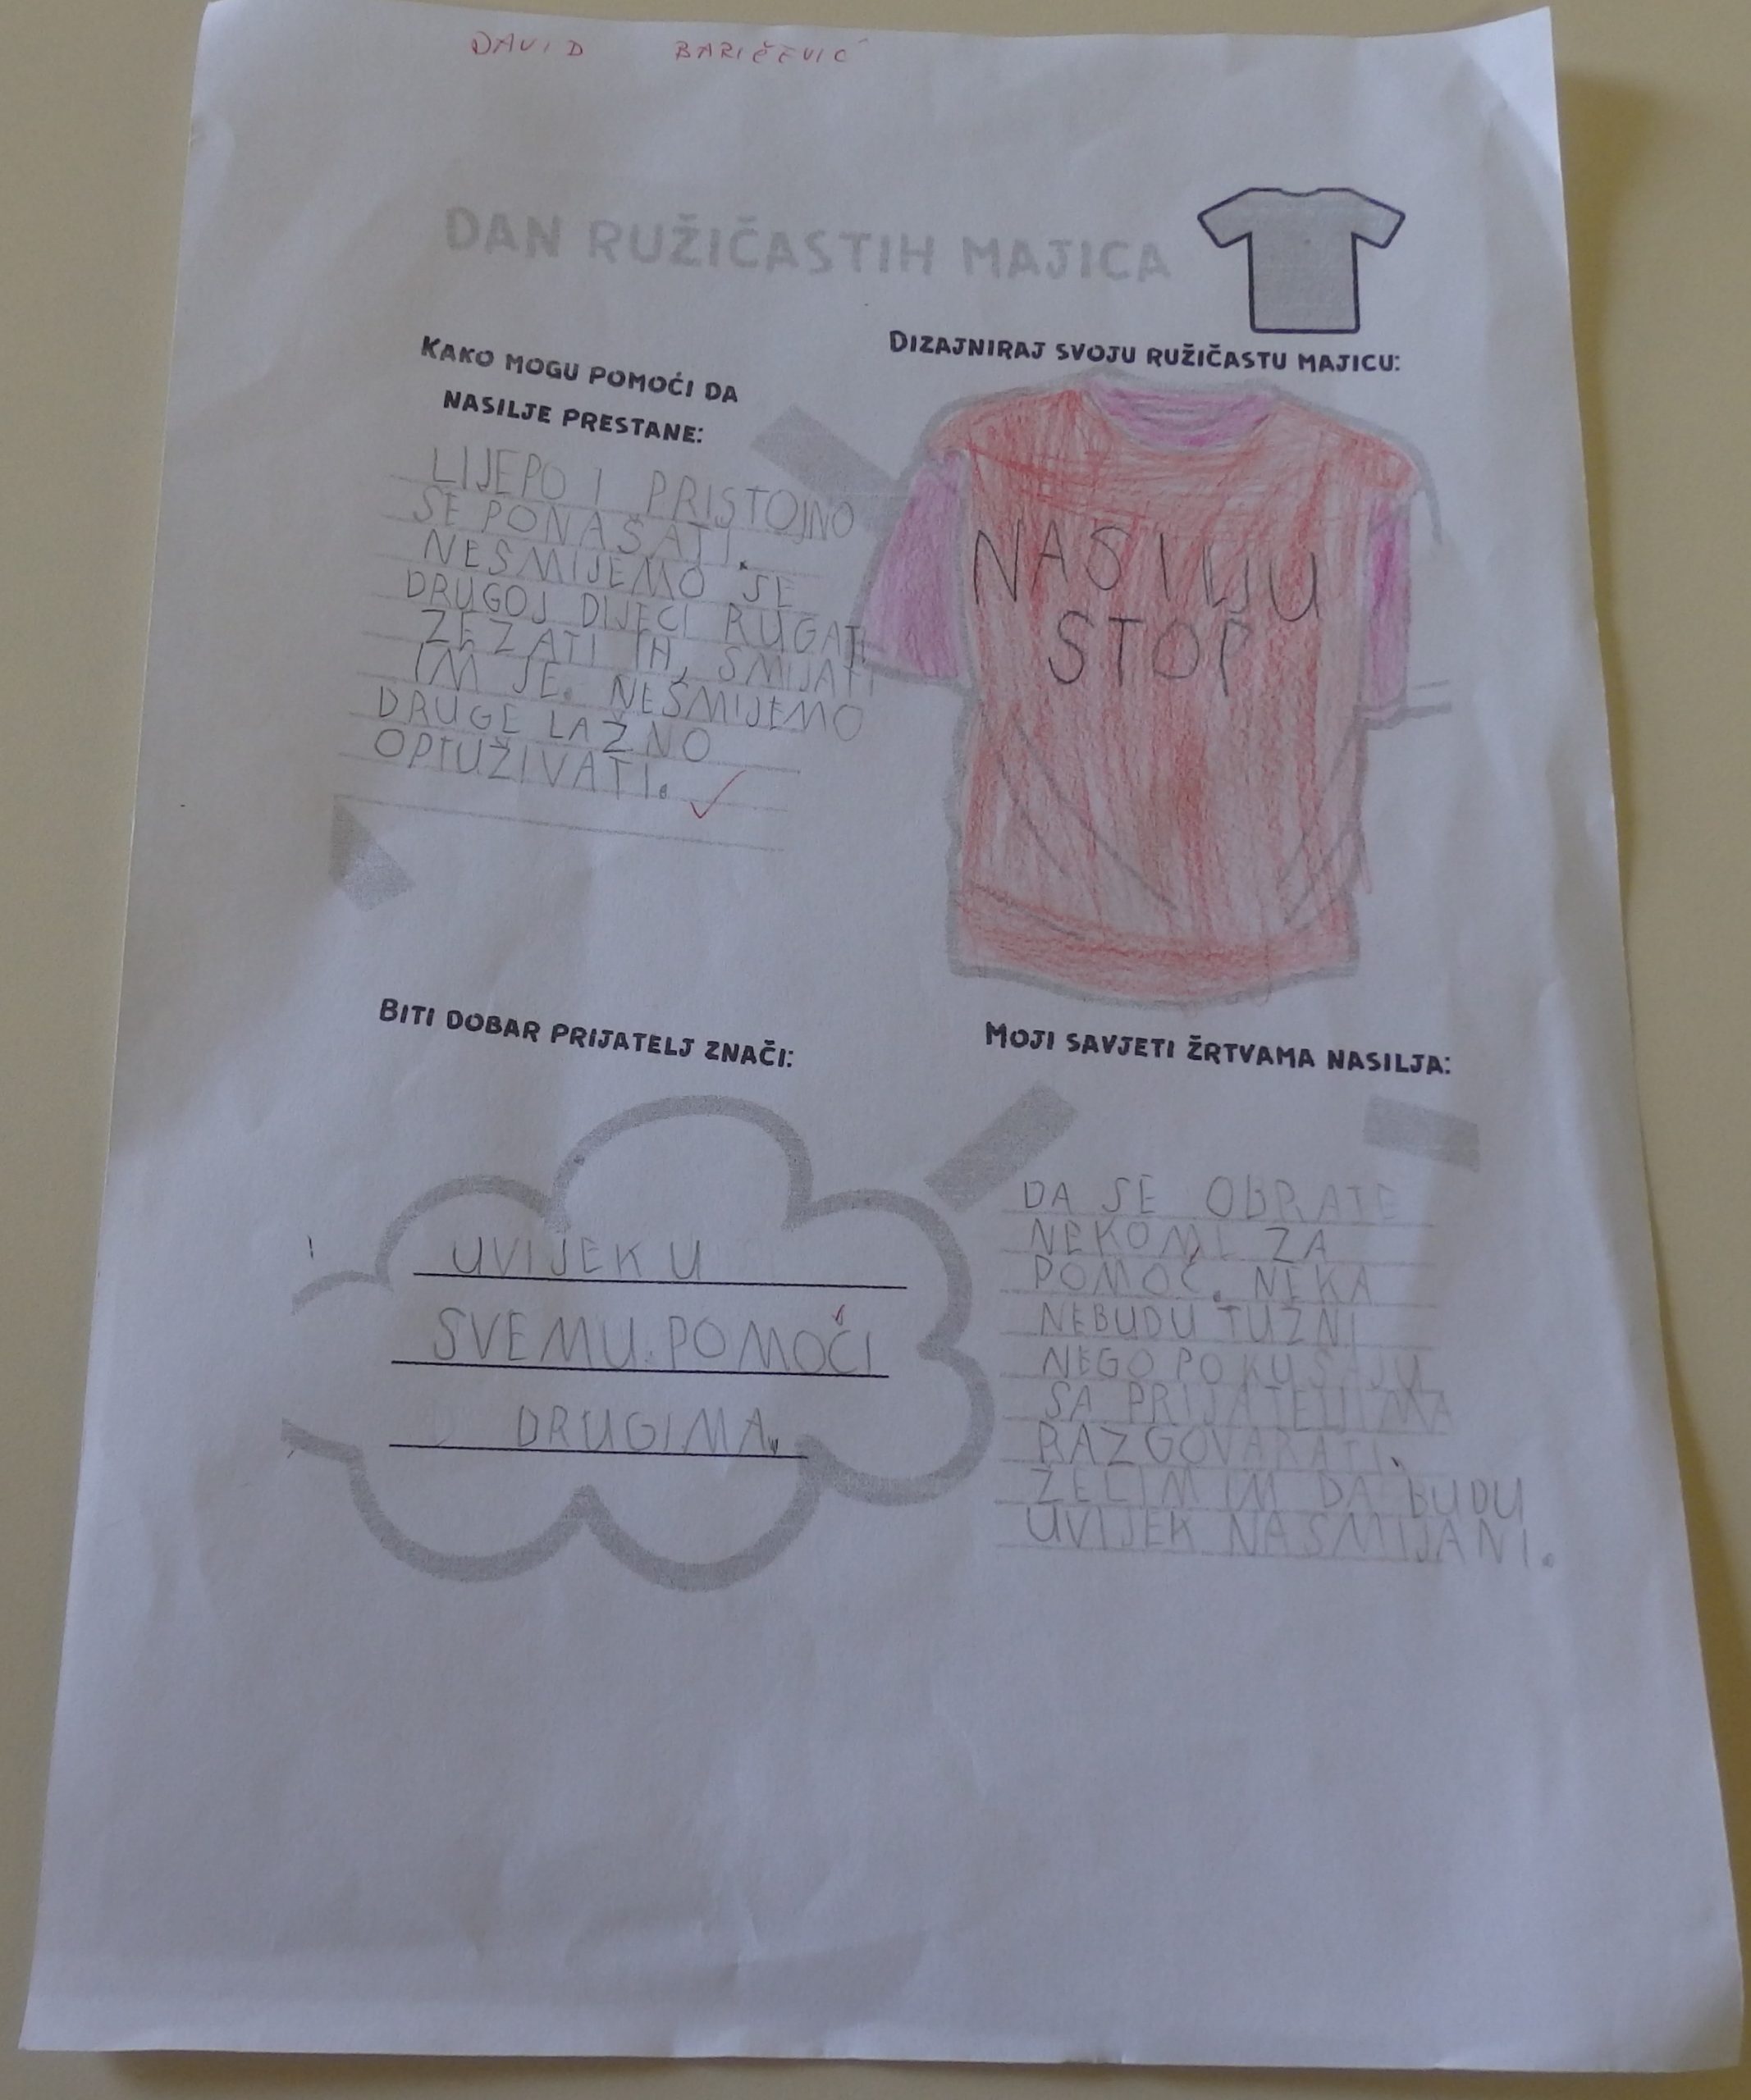 DAVID BARIČEVIĆ
DAN RUŽIČASTIH MAJICA
KAKO MOGU POMOĆI DA
NASILJE PRESTANE:
LIJEPO I PRISTOJNO
SE PONAŠATI.
NESMIJEMO SE
DRUGOJ DIJECI RUGATI
ZEZATI IH, SMIJATI
IM SE. NESMIJEMO
DRUGE LAŽNO
OPTUŽIVATI.
DIZAJNIRAJ SVOJU RUŽIČASTU MAJICU:
NASILJU
STOP
BITI DOBAR PRIJATELJ ZNAČI:
UVIJEK U
SVEMU POMOĆI
DRUGIMA.
MOJI SAVJETI ŽRTVAMA NASILJA:
DA SE OBRATE
NEKOME ZA
POMOĆ. NEKA
NEBUDU TUŽNI
NEGO POKUŠAJU
SA PRIJATELJIMA
RAZGOVARATI.
ŽELIM IM DA BUDU
UVIJEK NASMIJANI.